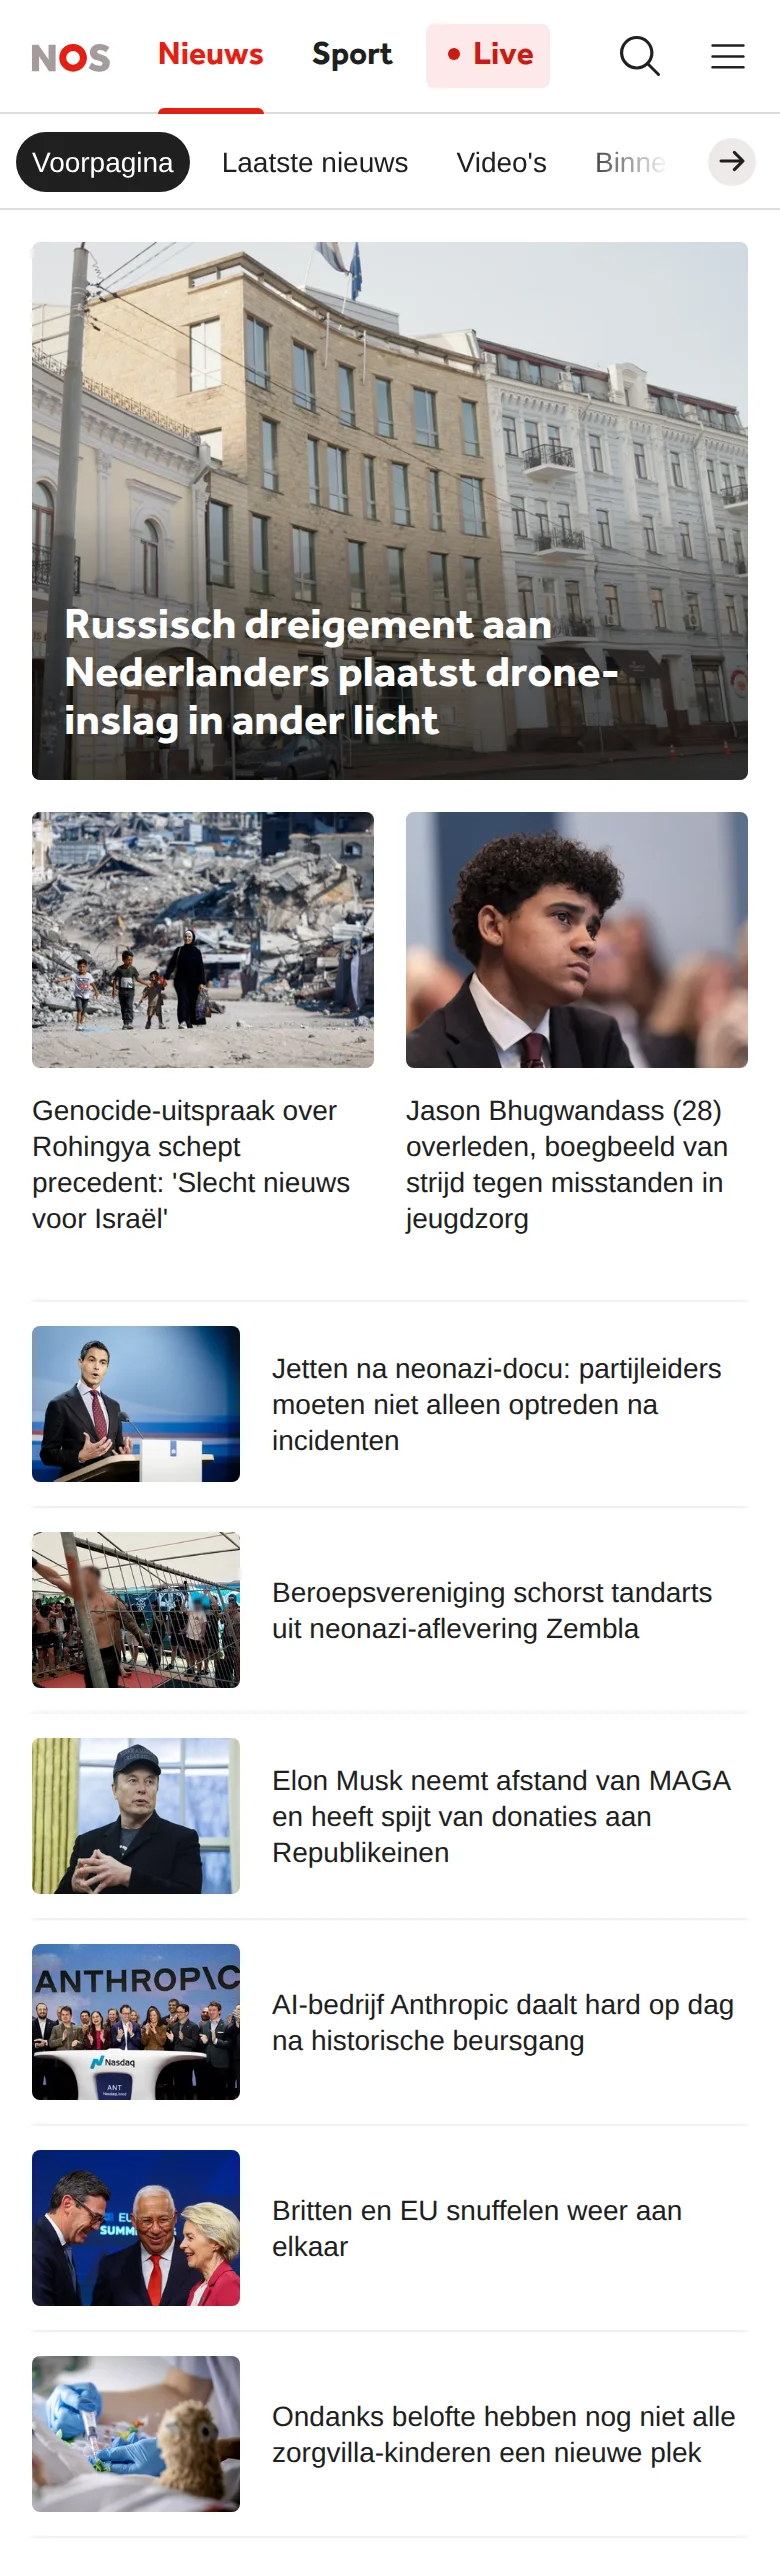 NOS
Nieuws
Sport
Live
Voorpagina
Laatste nieuws
Video's
Binne
Russisch dreigement aan
Nederlanders plaatst drone-
inslag in ander licht
Genocide-uitspraak over
Rohingya schept
precedent: 'Slecht nieuws
voor Israël'
Jason Bhugwandass (28)
overleden, boegbeeld van
strijd tegen misstanden in
jeugdzorg
Jetten na neonazi-docu: partijleiders
moeten niet alleen optreden na
incidenten
Beroepsvereniging schorst tandarts
uit neonazi-aflevering Zembla
Elon Musk neemt afstand van MAGA
en heeft spijt van donaties aan
Republikeinen
ANTHROP\C
Nasdaq
ANT
AI-bedrijf Anthropic daalt hard op dag
na historische beursgang
EU
SUMM
Britten en EU snuffelen weer aan
elkaar
Ondanks belofte hebben nog niet alle
zorgvilla-kinderen een nieuwe plek